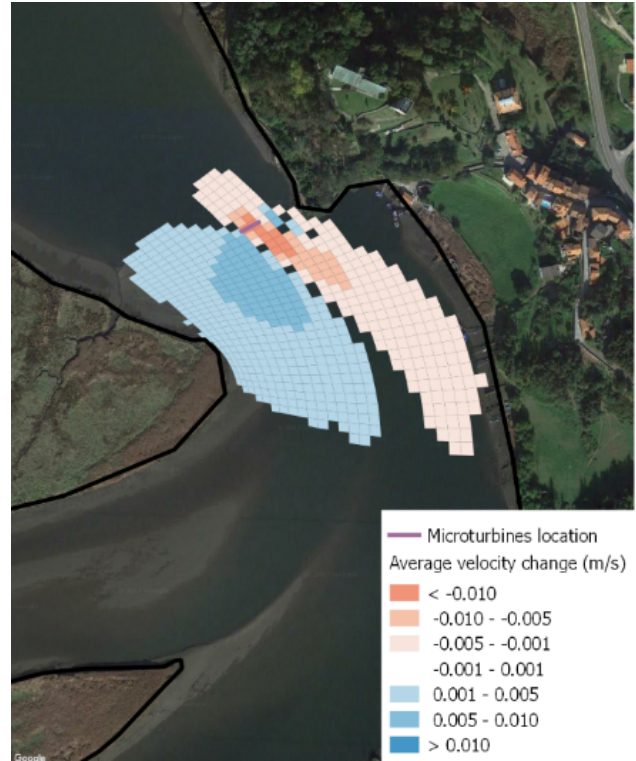 Microturbines location
Average velocity change (m/s)
< -0.010
-0.010 - -0.005
-0.005 - -0.001
-0.001 - 0.001
0.001 - 0.005
0.005 - 0.010
> 0.010
Google